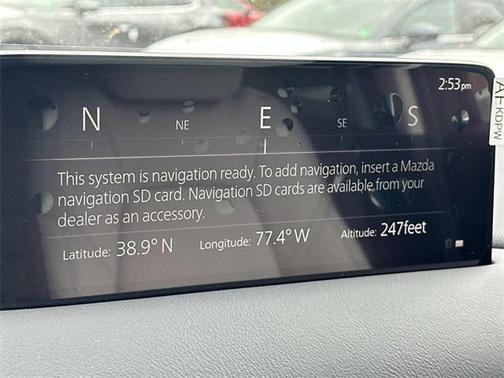 2:53pm
N NE E SE S
This system is navigation ready. To add navigation, insert a Mazda
navigation SD card. Navigation SD cards are available from your
dealer as an accessory.
Latitude: 38.9° N Longitude: 77.4° W Altitude: 247feet